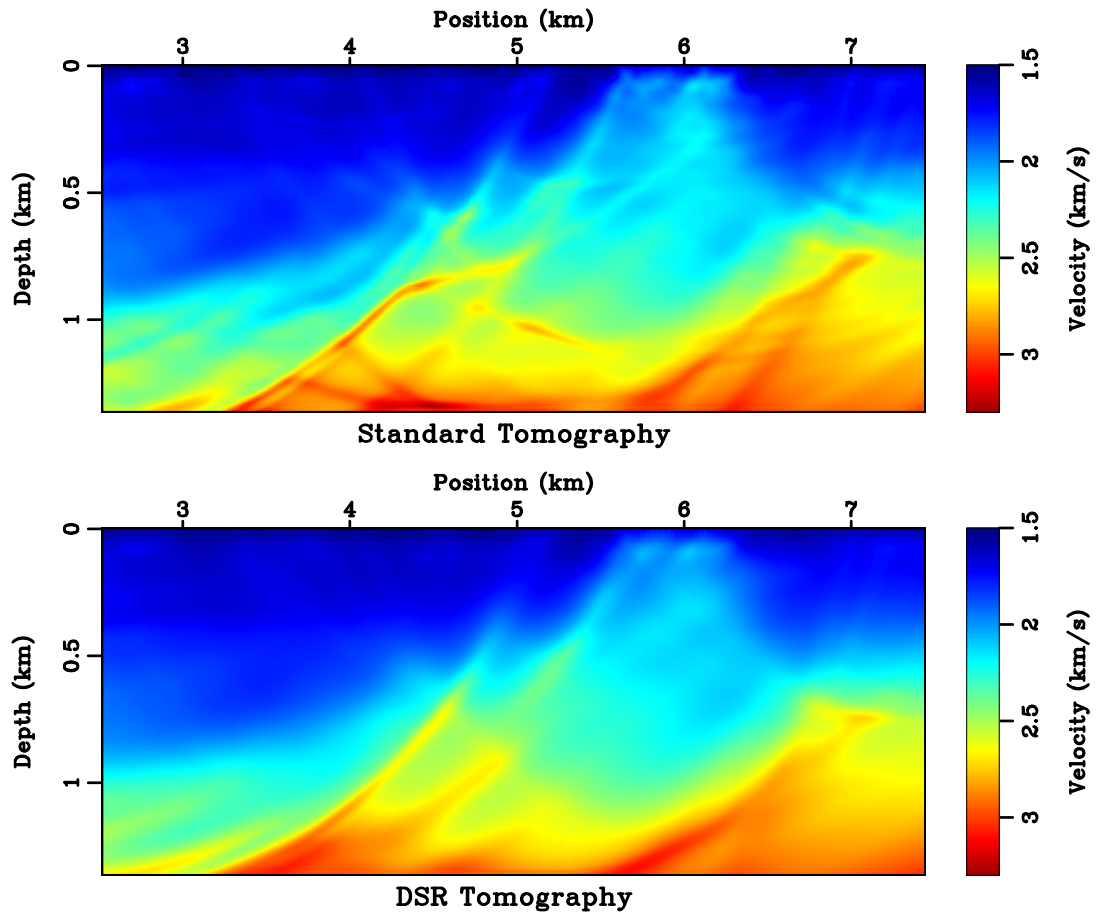 Position (km)
3 4 5 6 7
0
0.5
1
Depth (km)
1.5
2
2.5
3
Velocity (km/s)
Standard Tomography
Position (km)
3 4 5 6 7
0
0.5
1
Depth (km)
1.5
2
2.5
3
Velocity (km/s)
DSR Tomography